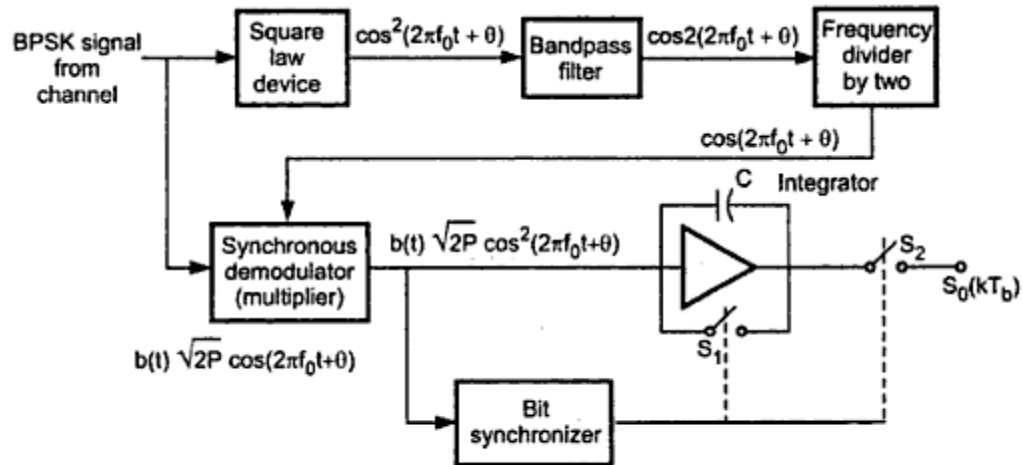 BPSK signal
from
channel
Square
law
device
cos²(2πf₀t + θ)
Bandpass
filter
cos2(2πf₀t + θ)
Frequency
divider
by two
cos(2πf₀t + θ)
Synchronous
demodulator
(multiplier)
b(t) √2P cos²(2πf₀t+θ)
C
Integrator
S₁
S₂
S₀(kT_b)
b(t) √2P cos(2πf₀t+θ)
Bit
synchronizer